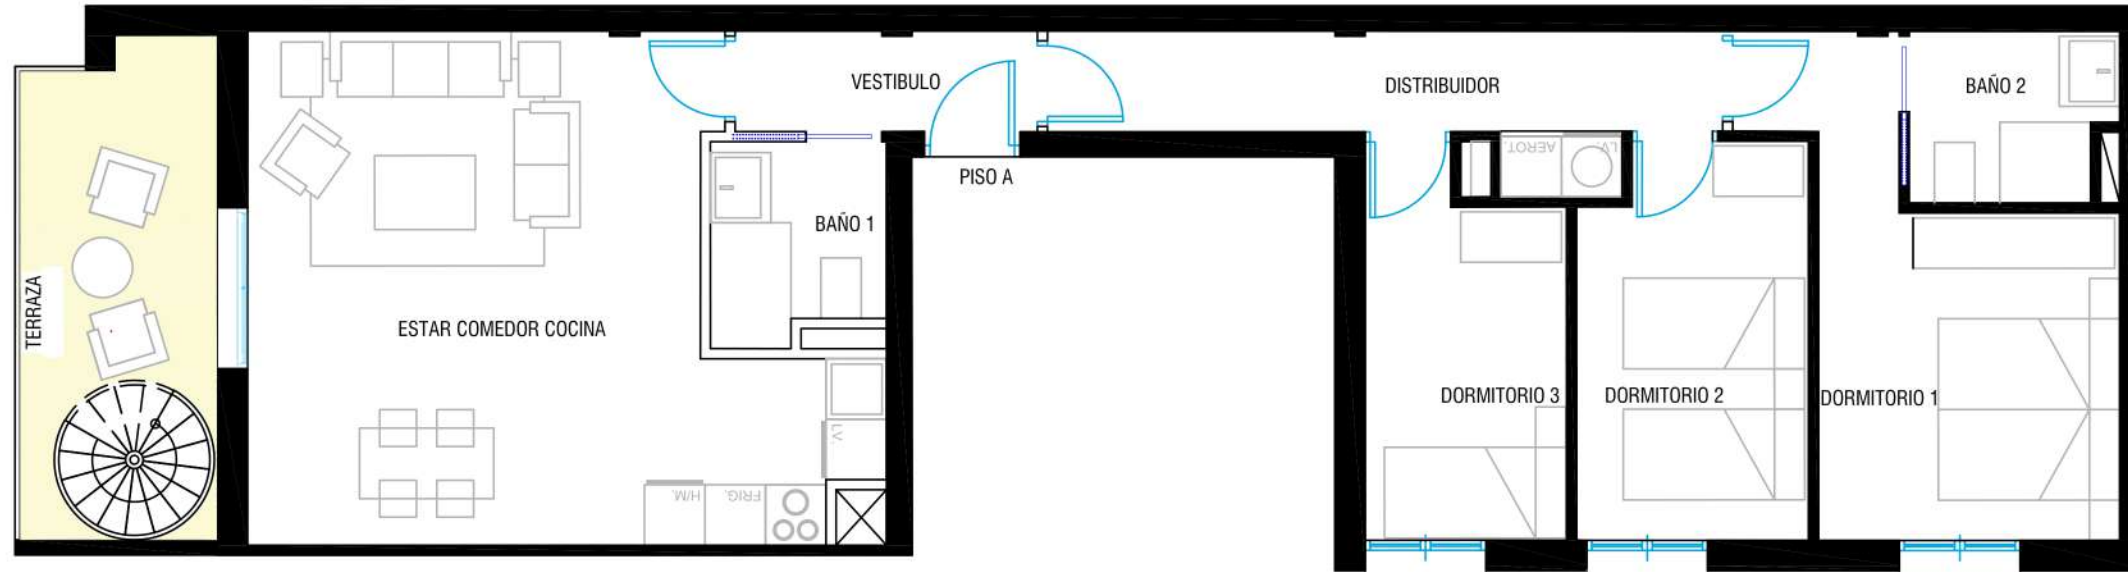 VESTIBULO
DISTRIBUIDOR
BAÑO 2
PISO A
AEROT.
LV.
BAÑO 1
TERRAZA
ESTAR COMEDOR COCINA
DORMITORIO 3
DORMITORIO 2
DORMITORIO 1
LV.
H/M.
FRIG.